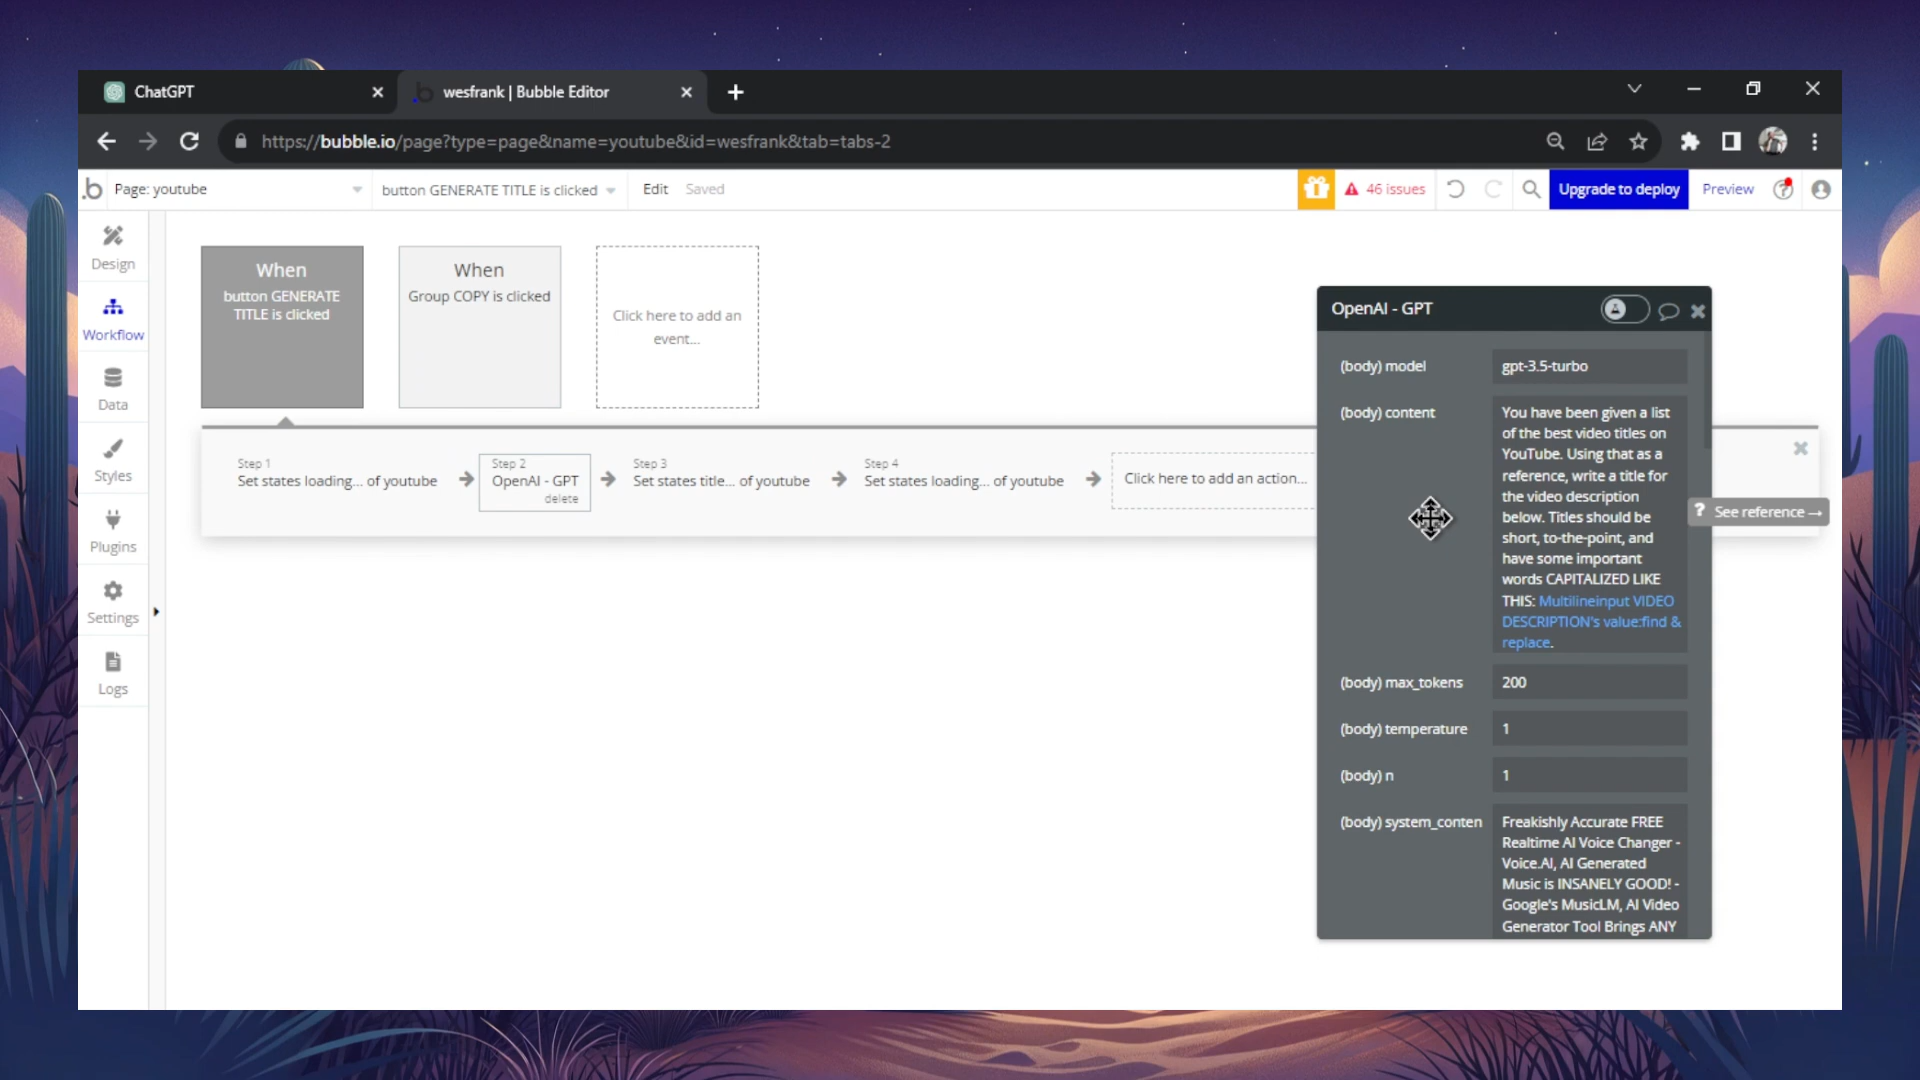 ChatGPT
wesfrank | Bubble Editor
https://bubble.io/page?type=page&name=youtube&id=wesfrank&tab=tabs-2
Page: youtube
button GENERATE TITLE is clicked
Edit
Saved
46 issues
Upgrade to deploy
Preview
Design
Workflow
Data
Styles
Plugins
Settings
Logs
When
button GENERATE
TITLE is clicked
When
Group COPY is clicked
Click here to add an
event...
Step 1
Set states loading... of youtube
Step 2
OpenAI - GPT
delete
Step 3
Set states title... of youtube
Step 4
Set states loading... of youtube
Click here to add an action...
OpenAI - GPT
(body) model
gpt-3.5-turbo
(body) content
You have been given a list
of the best video titles on
YouTube. Using that as a
reference, write a title for
the video description
below. Titles should be
short, to-the-point, and
have some important
words CAPITALIZED LIKE
THIS: Multilineinput VIDEO
DESCRIPTION's value:find &
replace.
? See reference →
(body) max_tokens
200
(body) temperature
1
(body) n
1
(body) system_conten
Freakishly Accurate FREE
Realtime AI Voice Changer -
Voice.AI, AI Generated
Music is INSANELY GOOD! -
Google's MusicLM, AI Video
Generator Tool Brings ANY